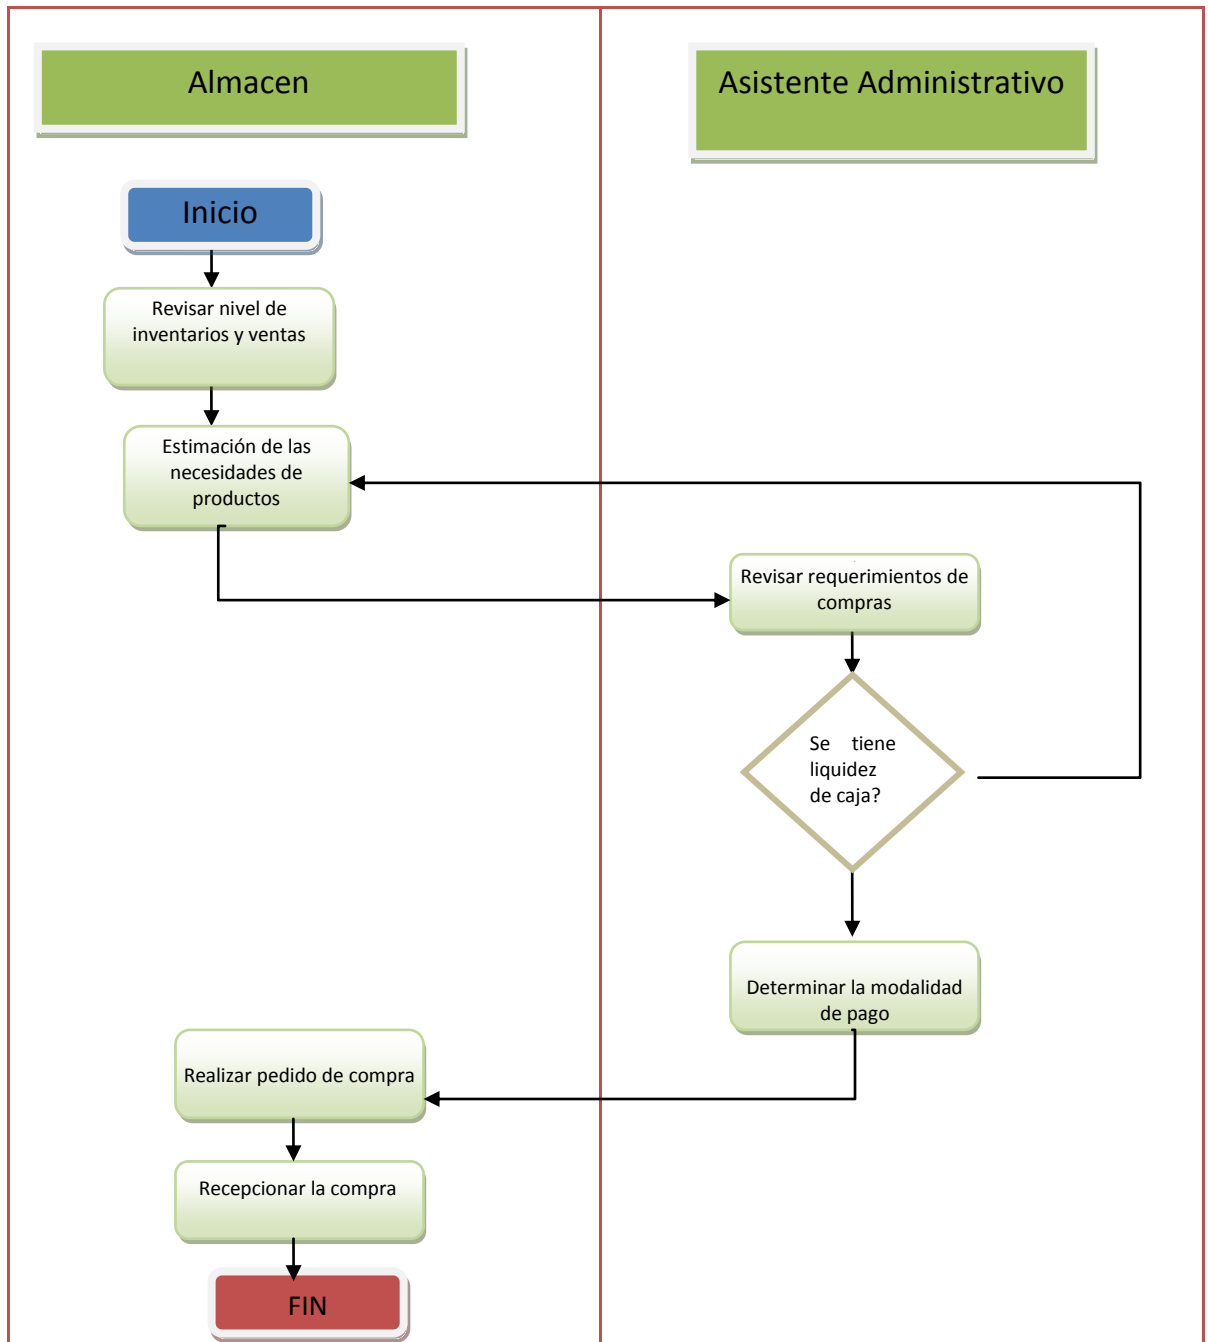 Almacen
Asistente Administrativo
Inicio
Revisar nivel de
inventarios y ventas
Estimación de las
necesidades de
productos
Revisar requerimientos de
compras
Se tiene
liquidez
de caja?
Determinar la modalidad
de pago
Realizar pedido de compra
Recepcionar la compra
FIN